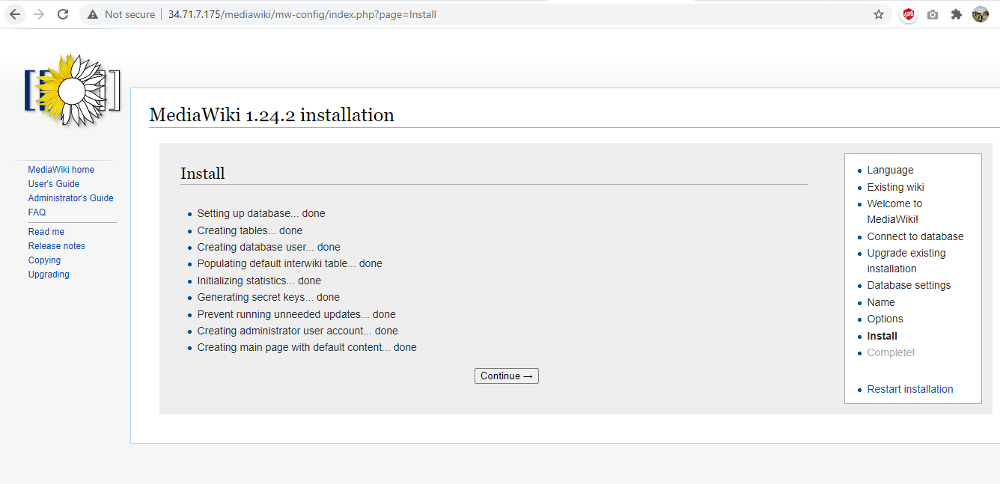 Not secure
34.71.7.175/mediawiki/mw-config/index.php?page=Install
ABP
MediaWiki home
User's Guide
Administrator's Guide
FAQ
Read me
Release notes
Copying
Upgrading
MediaWiki 1.24.2 installation
Install
Setting up database... done
Creating tables... done
Creating database user... done
Populating default interwiki table... done
Initializing statistics... done
Generating secret keys... done
Prevent running unneeded updates... done
Creating administrator user account... done
Creating main page with default content... done
Continue →
Language
Existing wiki
Welcome to
MediaWiki!
Connect to database
Upgrade existing
installation
Database settings
Name
Options
Install
Complete!
Restart installation